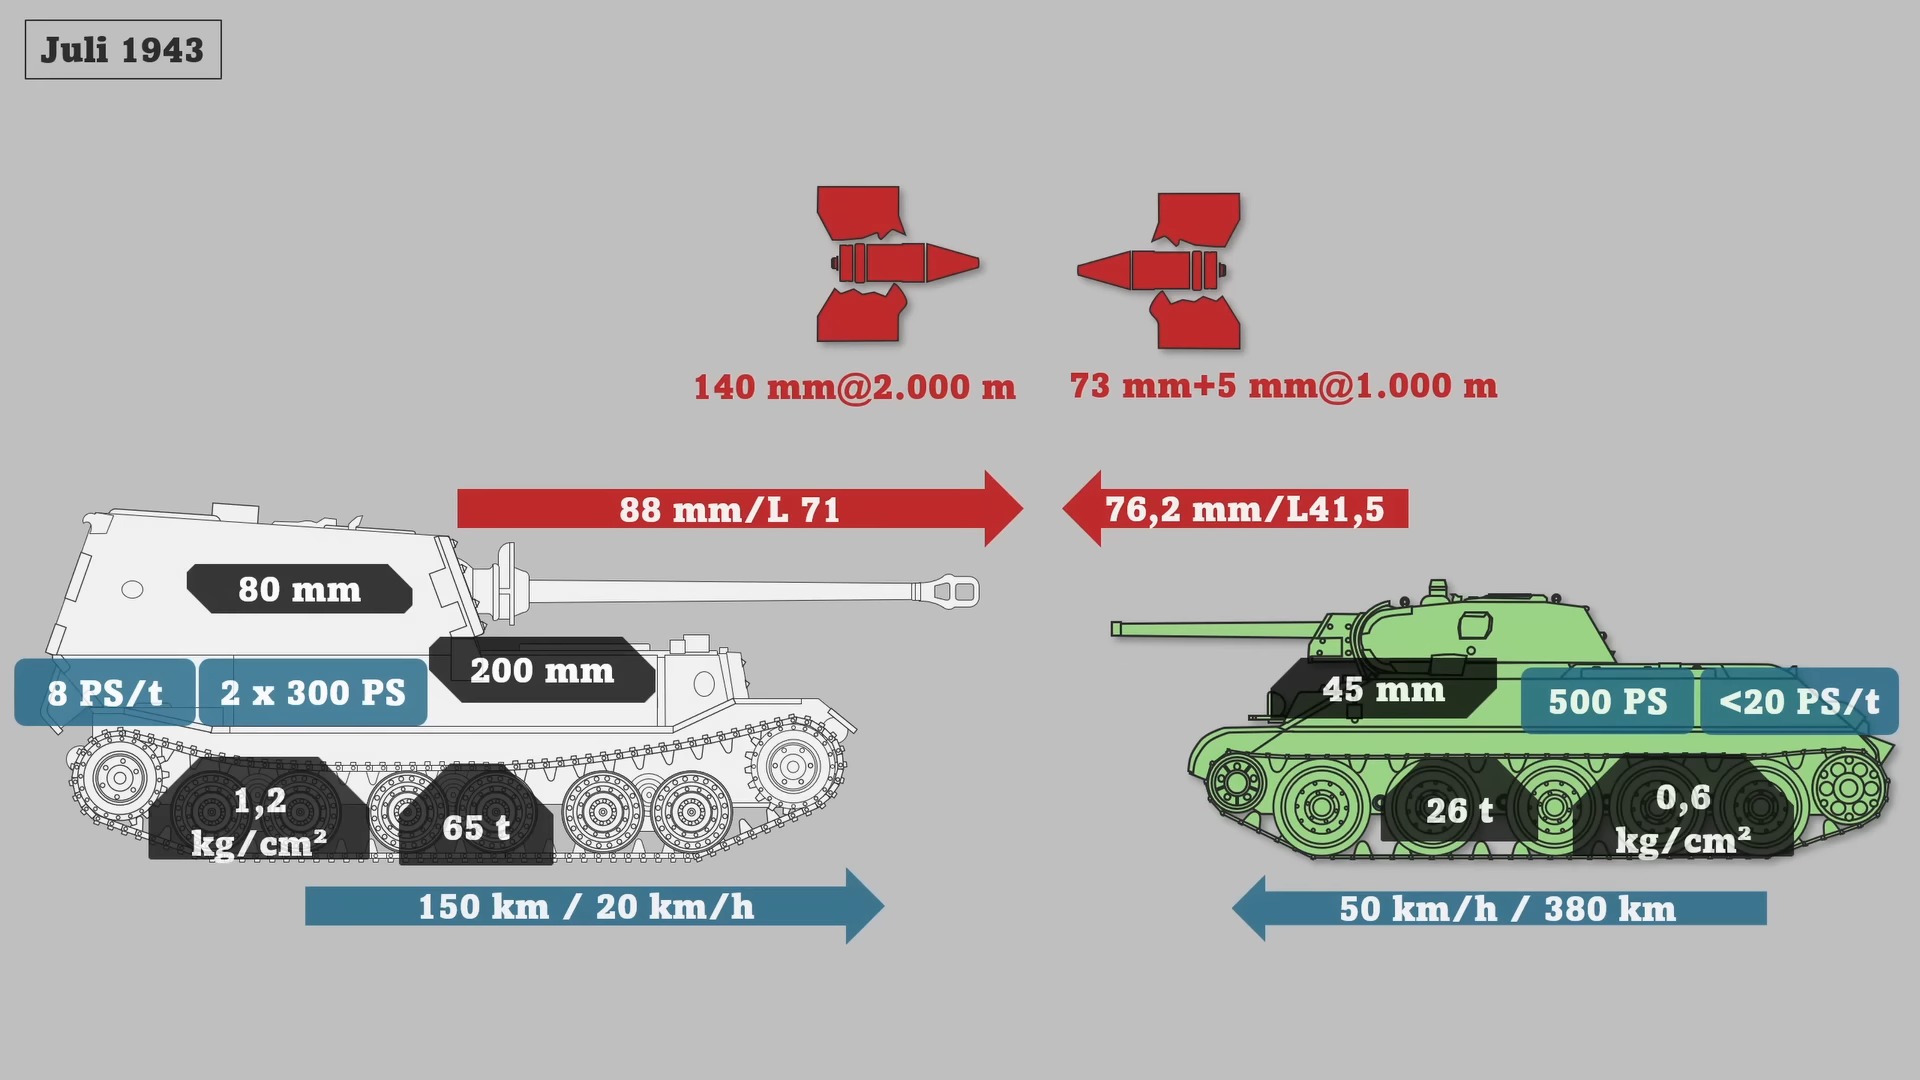 Juli 1943
140 mm@2.000 m
73 mm+5 mm@1.000 m
88 mm/L 71
76,2 mm/L41,5
80 mm
200 mm
8 PS/t
2 x 300 PS
45 mm
500 PS
<20 PS/t
1,2
kg/cm²
65 t
26 t
0,6
kg/cm²
150 km / 20 km/h
50 km/h / 380 km